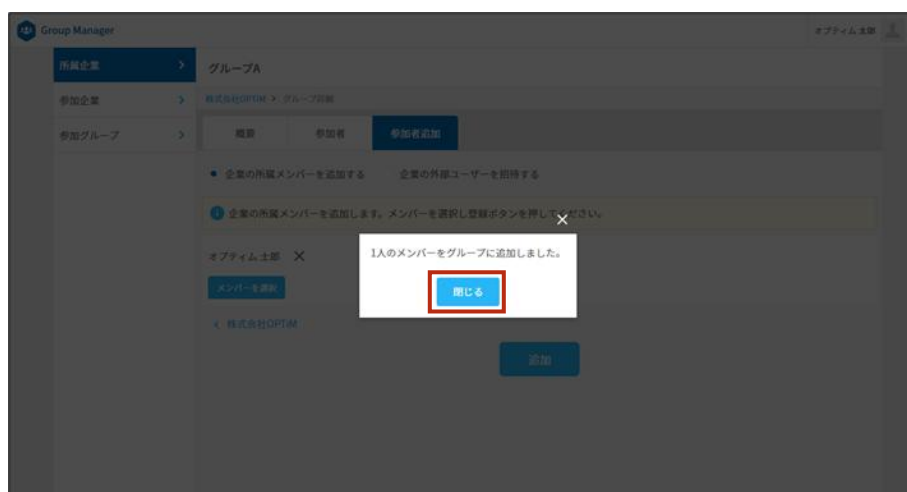 Group Manager
オプティム 太郎
所属企業
グループA
参加企業
株式会社OPTiM > グループ詳細
参加グループ
概要
参加者
参加者追加
企業の所属メンバーを追加する
企業の外部ユーザーを招待する
企業の所属メンバーを追加します。メンバーを選択し登録ボタンを押してください。
オプティム 士郎
1人のメンバーをグループに追加しました。
閉じる
メンバーを選択
株式会社OPTiM
追加